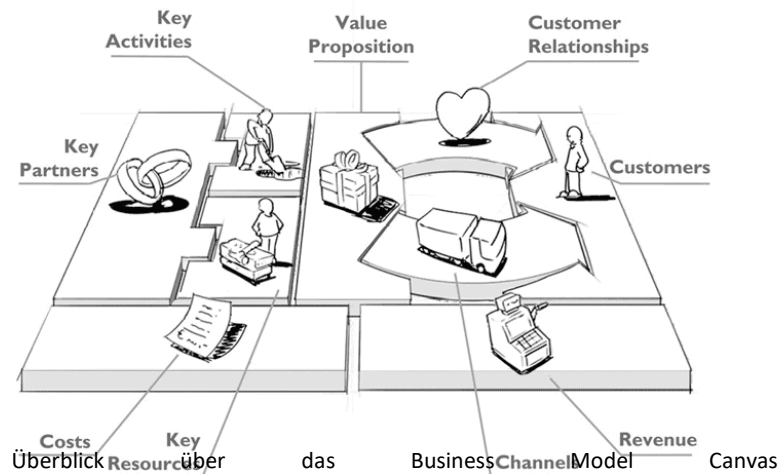 Key
Activities
Value
Proposition
Customer
Relationships
Key
Partners
Customers
Costs
Key
Resources
Channels
Revenue
Überblick über das Business Model Canvas